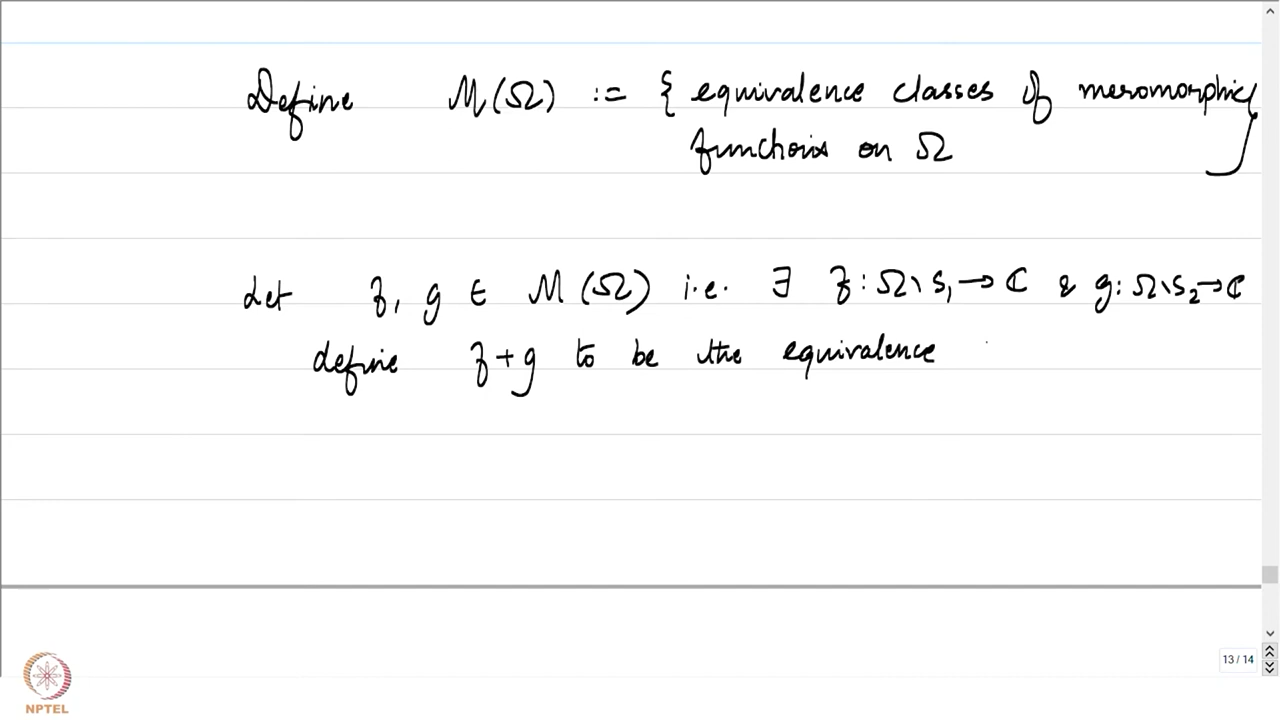 Define M(Ω) := { equivalence classes of meromorphic
functions on Ω }
Let f, g ∈ M(Ω) i.e. ∃ f: Ω∖S₁→ℂ & g: Ω∖S₂→ℂ
define f+g to be the equivalence
13 / 14
NPTEL